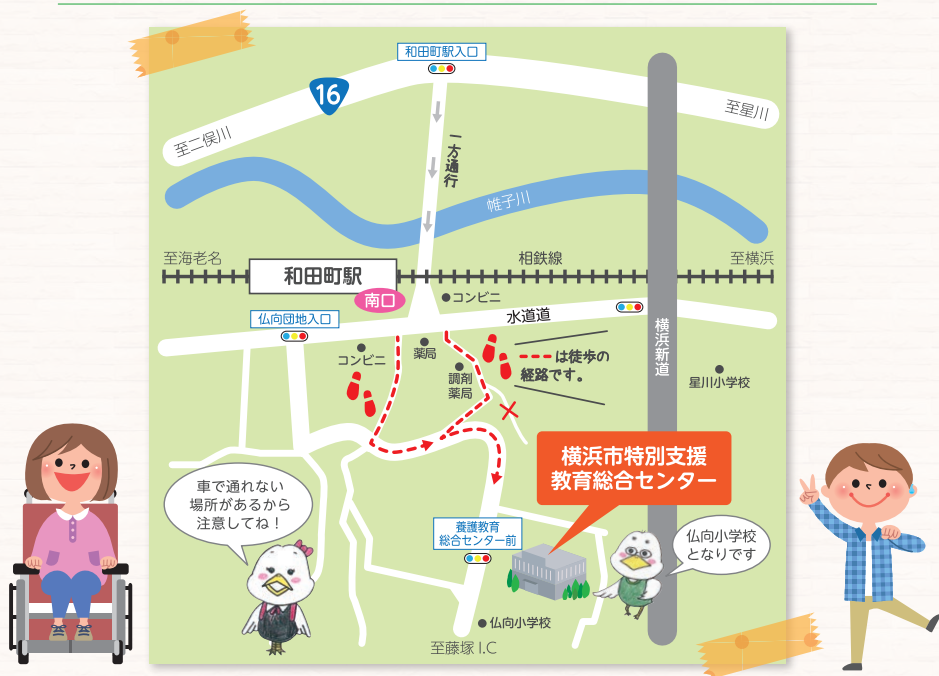 和田町駅入口
16
至二俣川
至星川
一方通行
帷子川
至海老名
相鉄線
至横浜
和田町駅
南口
コンビニ
仏向団地入口
水道道
横浜新道
コンビニ
薬局
調剤
薬局
は徒歩の
経路です。
星川小学校
横浜市特別支援
教育総合センター
車で通れない
場所があるから
注意してね！
養護教育
総合センター前
仏向小学校
となりです
仏向小学校
至藤塚 I.C